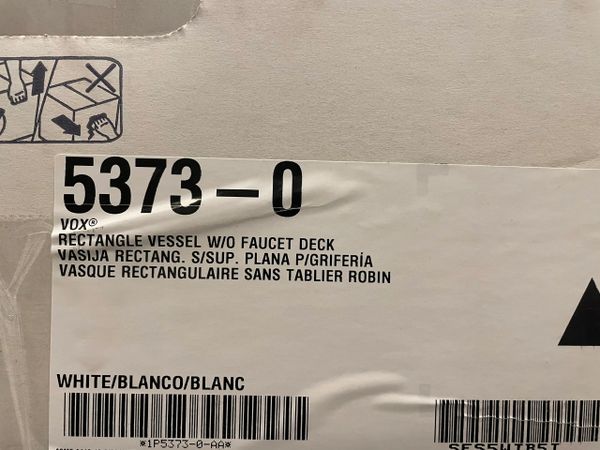 5373-0
VOX®
RECTANGLE VESSEL W/O FAUCET DECK
VASIJA RECTANG. S/SUP. PLANA P/GRIFERÍA
VASQUE RECTANGULAIRE SANS TABLIER ROBIN
WHITE/BLANCO/BLANC
*1P5373-0-AA*